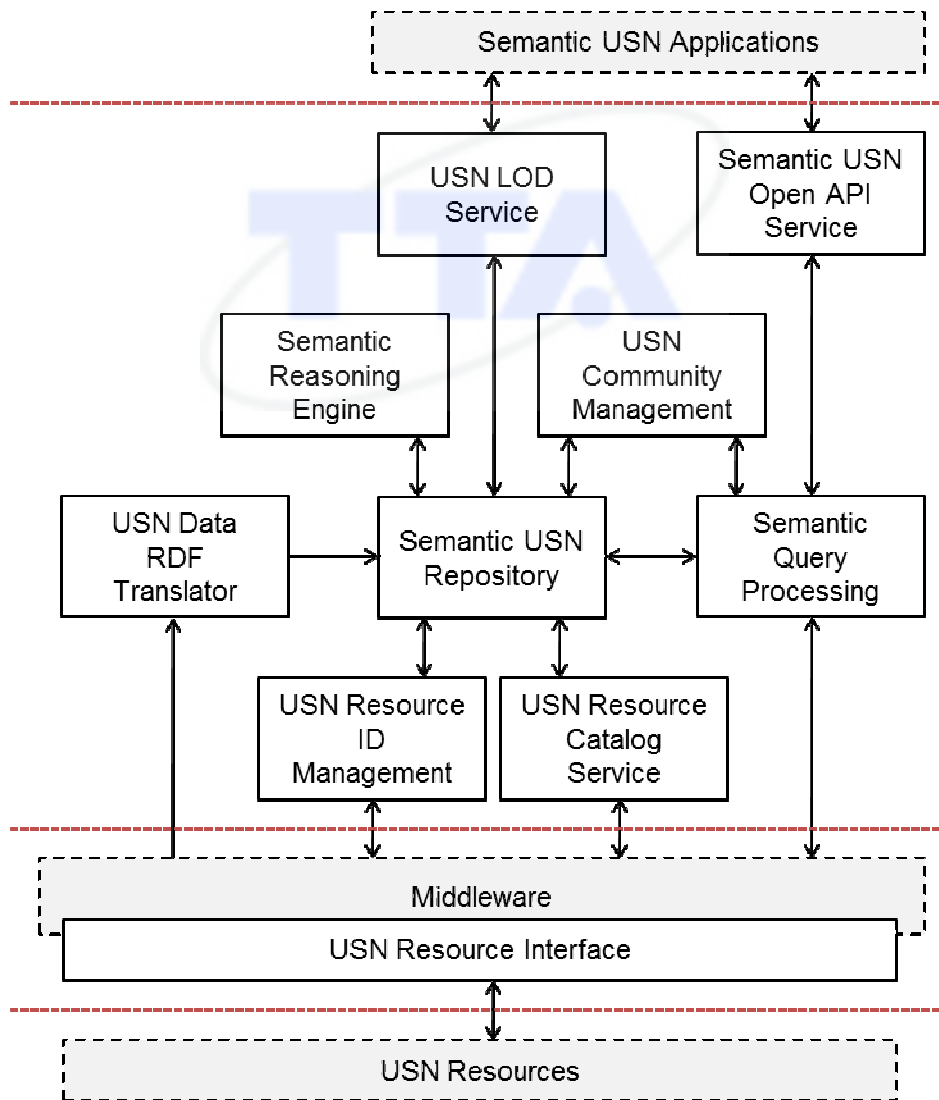 Semantic USN Applications
USN LOD
Service
Semantic USN
Open API
Service
TTA
Semantic
Reasoning
Engine
USN
Community
Management
USN Data
RDF
Translator
Semantic USN
Repository
Semantic
Query
Processing
USN Resource
ID
Management
USN Resource
Catalog
Service
Middleware
USN Resource Interface
USN Resources